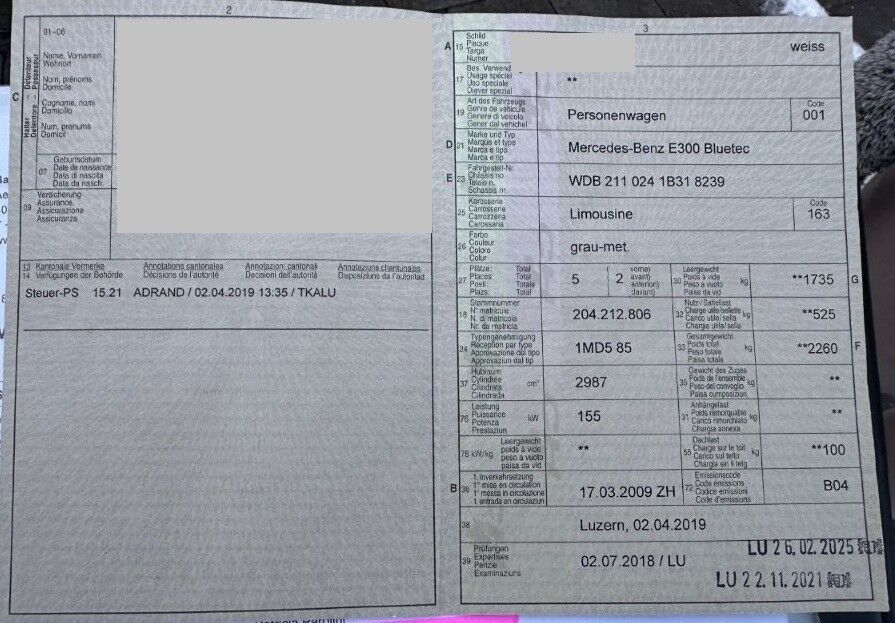 2
01-06
C
Halter Détenteur
Detentore Possessur
Name, Vornamen
Wohnort
Nom, prénoms
Domicile
Cognome, nomi
Domicilio
Num, prenums
Domicil
07
Geburtsdatum
Date de naissance
Data di nascita
Data da nasch.
09
Versicherung
Assurance
Assicurazione
Assicuranza
13 Kantonale Vermerke
14 Verfügungen der Behörde
Annotations cantonales
Décisions de l'autorité
Annotazioni cantonali
Decisioni dell'autorità
Annotaziuns chantunalas
Disposiziuns da l'autoritad
Steuer-PS 15.21 ADRAND / 02.04.2019 13:35 / TKALU
3
A 15
Schild
Plaque
Targa
Numer
weiss
17
Bes. Verwend
Usage spécial
Uso speciale
Diever spezial
**
19
Art des Fahrzeugs
Genre de véhicule
Genere di veicolo
Gener dal vehichel
Personenwagen
Code
001
D 21
Marke und Typ
Marque et type
Marca e tipo
Marca e tip
Mercedes-Benz E300 Bluetec
E 23
Fahrgestell-Nr.
Châssis no
Telaio n.
Schassis nr.
WDB 211 024 1B31 8239
25
Karosserie
Carrosserie
Carrozzeria
Carossaria
Limousine
Code
163
26
Farbe
Couleur
Colore
Colur
grau-met.
27
Plätze: Total
Places: Total
Posti: Totale
Plazs: Total
5 2
vorne)
avant)
anteriori)
davant)
30
Leergewicht
Poids à vide
Peso a vuoto
Paisa da vid
kg
**1735
G
18
Stammnummer
N° matricule
N. di matricola
Nr. da matricla
204.212.806
32
Nutz-/Sattellast
Charge utile/sellette
Carico utile/sella
Chargia utila/sella
kg
**525
24
Typengenehmigung
Réception par type
Approvazione del tipo
Approvaziun dal tip
1MD5 85
33
Gesamtgewicht
Poids total
Peso totale
Paisa totala
kg
**2260
F
37
Hubraum
Cylindrée
Cilindrata
Cilindrada
cm³
2987
35
Gewicht des Zuges
Poids de l'ensemble
Peso del convoglio
Paisa cumposiziun
kg
**
76
Leistung
Puissance
Potenza
Prestaziun
kW
155
31
Anhängelast
Poids remorquable
Carico rimorchiato
Chargia annexa
kg
**
78 kW/kg
Leergewicht
poids à vide
peso a vuoto
paisa da vid
**
55
Dachlast
Charge sur le toit
Carico sul tetto
Chargia sin il tetg
kg
**100
B 36
1. Inverkehrsetzung
1re mise en circulation
1a messa in circolazione
1. entrada en circulaziun
17.03.2009 ZH
72
Emissionscode
Code émissions
Codice emissioni
Code d'emissiuns
B04
38
Luzern, 02.04.2019
39
Prüfungen
Expertises
Perizie
Examinaziuns
02.07.2018 / LU
LU 26.02.2025
LU 22.11.2021